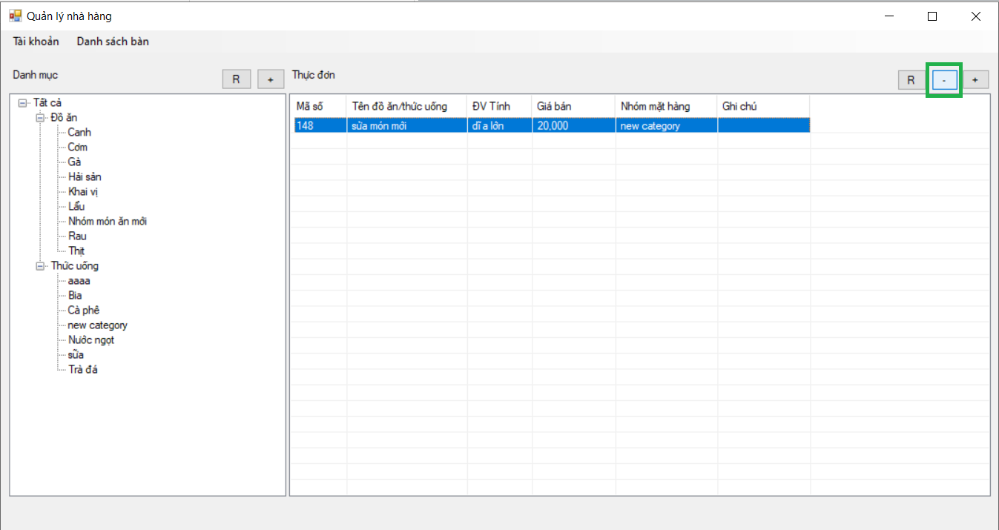 Quản lý nhà hàng
Tài khoản Danh sách bàn
Danh mục R + Thực đơn R - +
Tất cả
Đồ ăn
Canh
Cơm
Gà
Hải sản
Khai vị
Lẩu
Nhóm món ăn mới
Rau
Thịt
Thức uống
aaaa
Bia
Cà phê
new category
Nước ngọt
sữa
Trà đá
Mã số Tên đồ ăn/thức uống ĐV Tính Giá bán Nhóm mặt hàng Ghi chú
148 sửa món mới dĩa lớn 20,000 new category